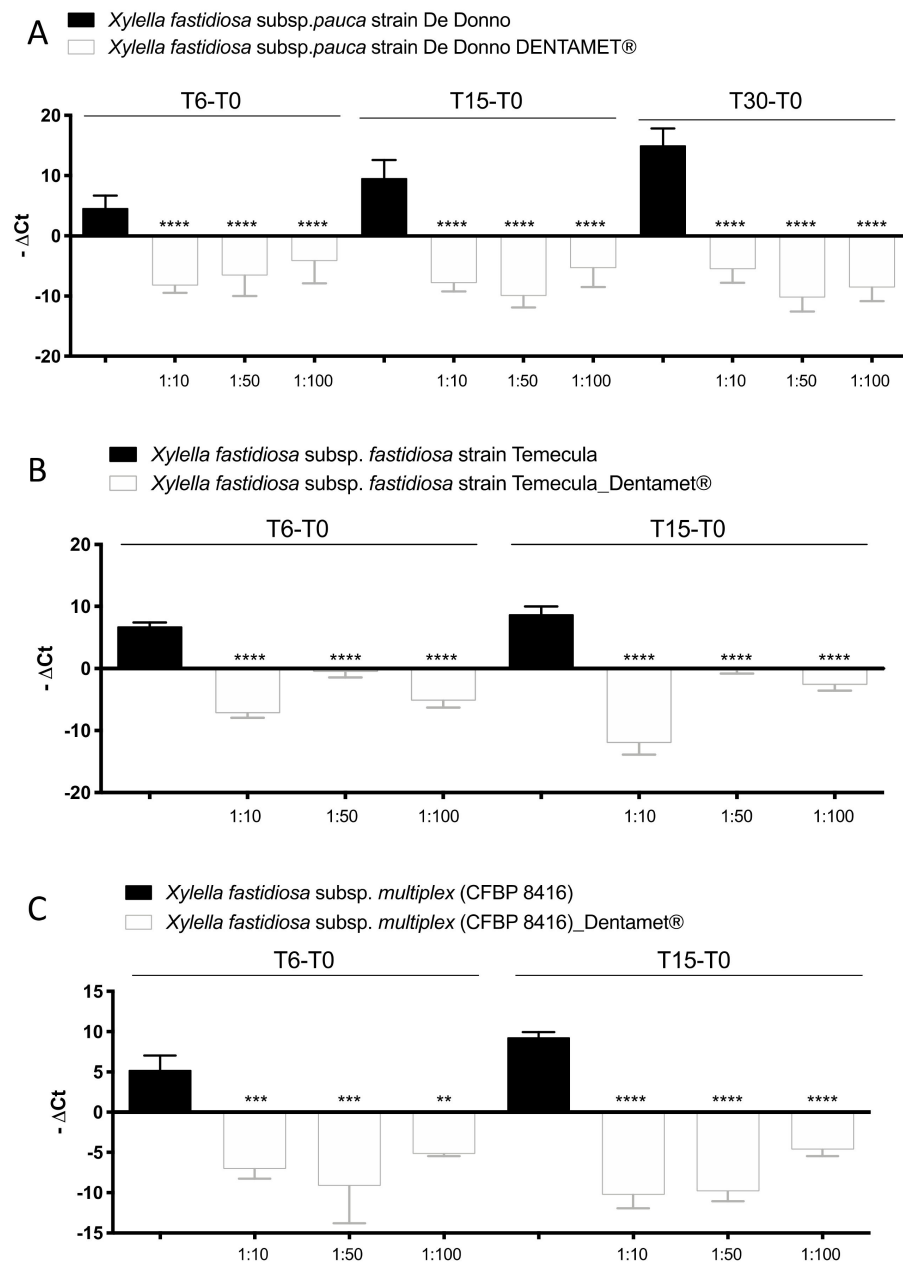 A
Xylella fastidiosa subsp.pauca strain De Donno
Xylella fastidiosa subsp.pauca strain De Donno DENTAMET®
T6-T0 T15-T0 T30-T0
20
10
0
-10
-20
- ΔCt
**** **** **** **** **** **** **** **** ****
1:10 1:50 1:100 1:10 1:50 1:100 1:10 1:50 1:100
B
Xylella fastidiosa subsp. fastidiosa strain Temecula
Xylella fastidiosa subsp. fastidiosa strain Temecula_Dentamet®
T6-T0 T15-T0
20
10
0
-10
-20
- ΔCt
**** **** **** **** **** ****
1:10 1:50 1:100 1:10 1:50 1:100
C
Xylella fastidiosa subsp. multiplex (CFBP 8416)
Xylella fastidiosa subsp. multiplex (CFBP 8416)_Dentamet®
T6-T0 T15-T0
15
10
5
0
-5
-10
-15
- ΔCt
*** *** ** **** **** ****
1:10 1:50 1:100 1:10 1:50 1:100